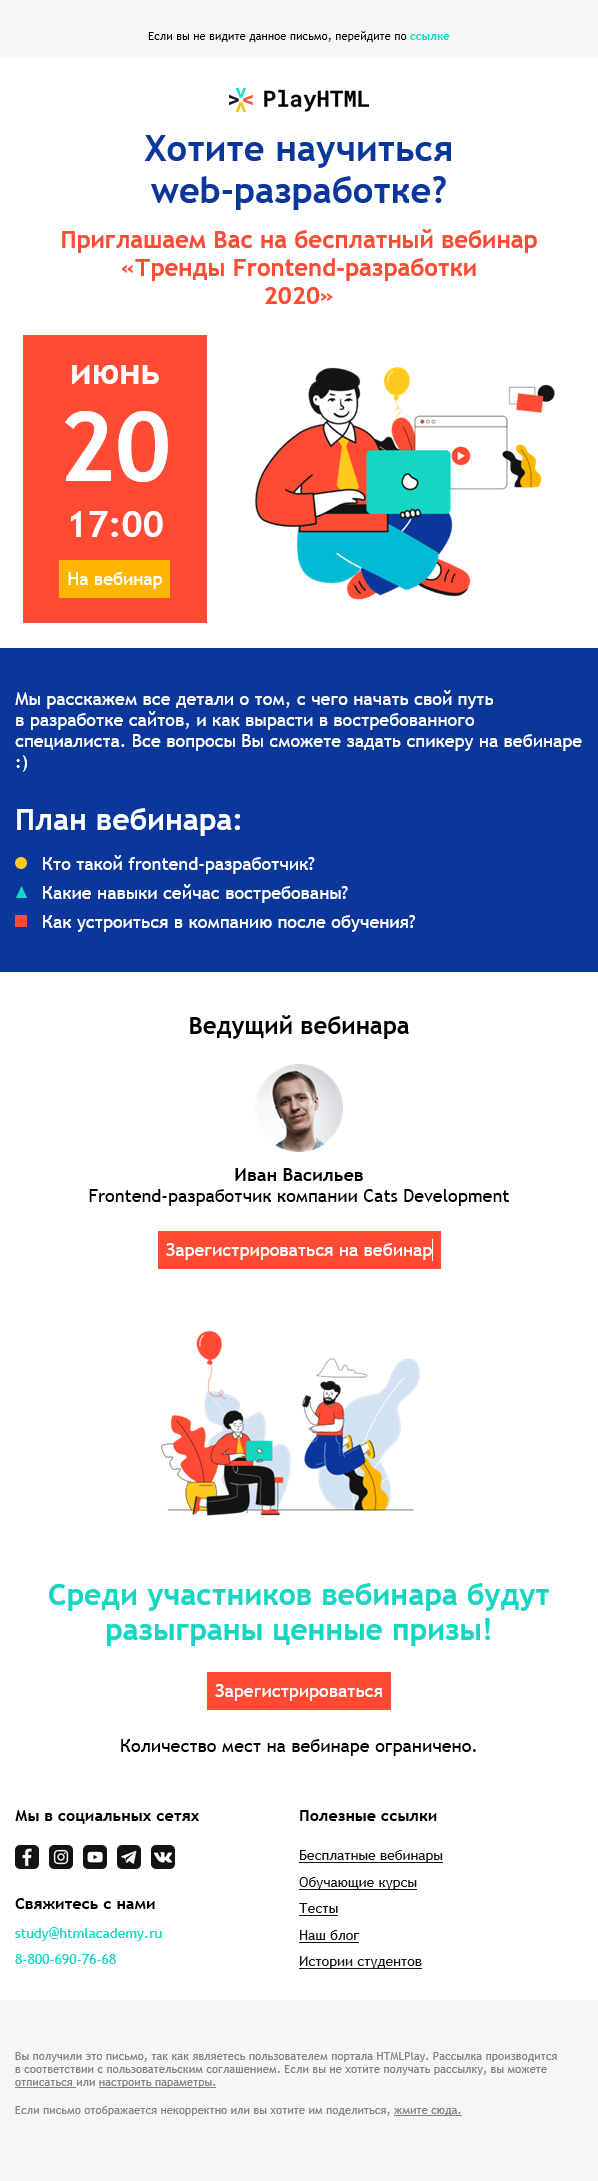 Если вы не видите данное письмо, перейдите по ссылке
PlayHTML
Хотите научиться
web-разработке?
Приглашаем Вас на бесплатный вебинар
«Тренды Frontend-разработки
2020»
июнь
20
17:00
На вебинар
Мы расскажем все детали о том, с чего начать свой путь
в разработке сайтов, и как вырасти в востребованного
специалиста. Все вопросы Вы сможете задать спикеру на вебинаре
:)
План вебинара:
Кто такой frontend-разработчик?
Какие навыки сейчас востребованы?
Как устроиться в компанию после обучения?
Ведущий вебинара
Иван Васильев
Frontend-разработчик компании Cats Development
Зарегистрироваться на вебинар
Среди участников вебинара будут
разыграны ценные призы!
Зарегистрироваться
Количество мест на вебинаре ограничено.
Мы в социальных сетях
Свяжитесь с нами
study@htmlacademy.ru
8-800-690-76-68
Полезные ссылки
Бесплатные вебинары
Обучающие курсы
Тесты
Наш блог
Истории студентов
Вы получили это письмо, так как являетесь пользователем портала HTMLPlay. Рассылка производится
в соответствии с пользовательским соглашением. Если вы не хотите получать рассылку, вы можете
отписаться или настроить параметры.
Если письмо отображается некорректно или вы хотите им поделиться, жмите сюда.